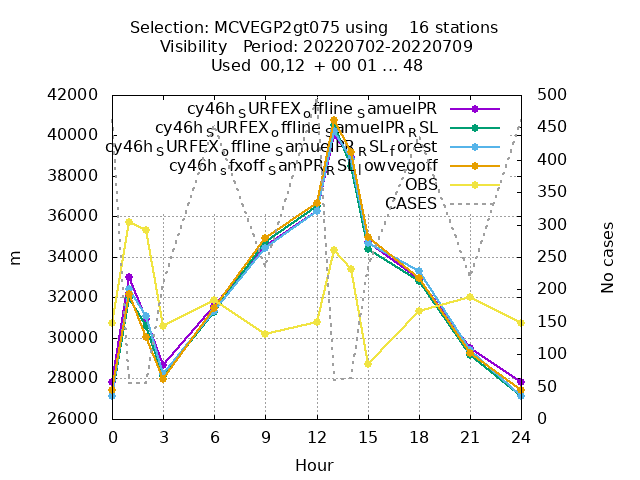 Selection: MCVEGP2gt075 using 16 stations
Visibility Period: 20220702-20220709
Used 00,12 + 00 01 ... 48
cy46h_SURFEX_offline_samuelPR
cy46h_SURFEX_offline_samuelPR_RSL
cy46h_SURFEX_offline_samuelPR_RSL_forest
cy46h_sfxoff_SamPR_RSL_lowvegoff
OBS
CASES
42000
40000
38000
36000
34000
32000
30000
28000
26000
m
500
450
400
350
300
250
200
150
100
50
0
No cases
0 3 6 9 12 15 18 21 24
Hour